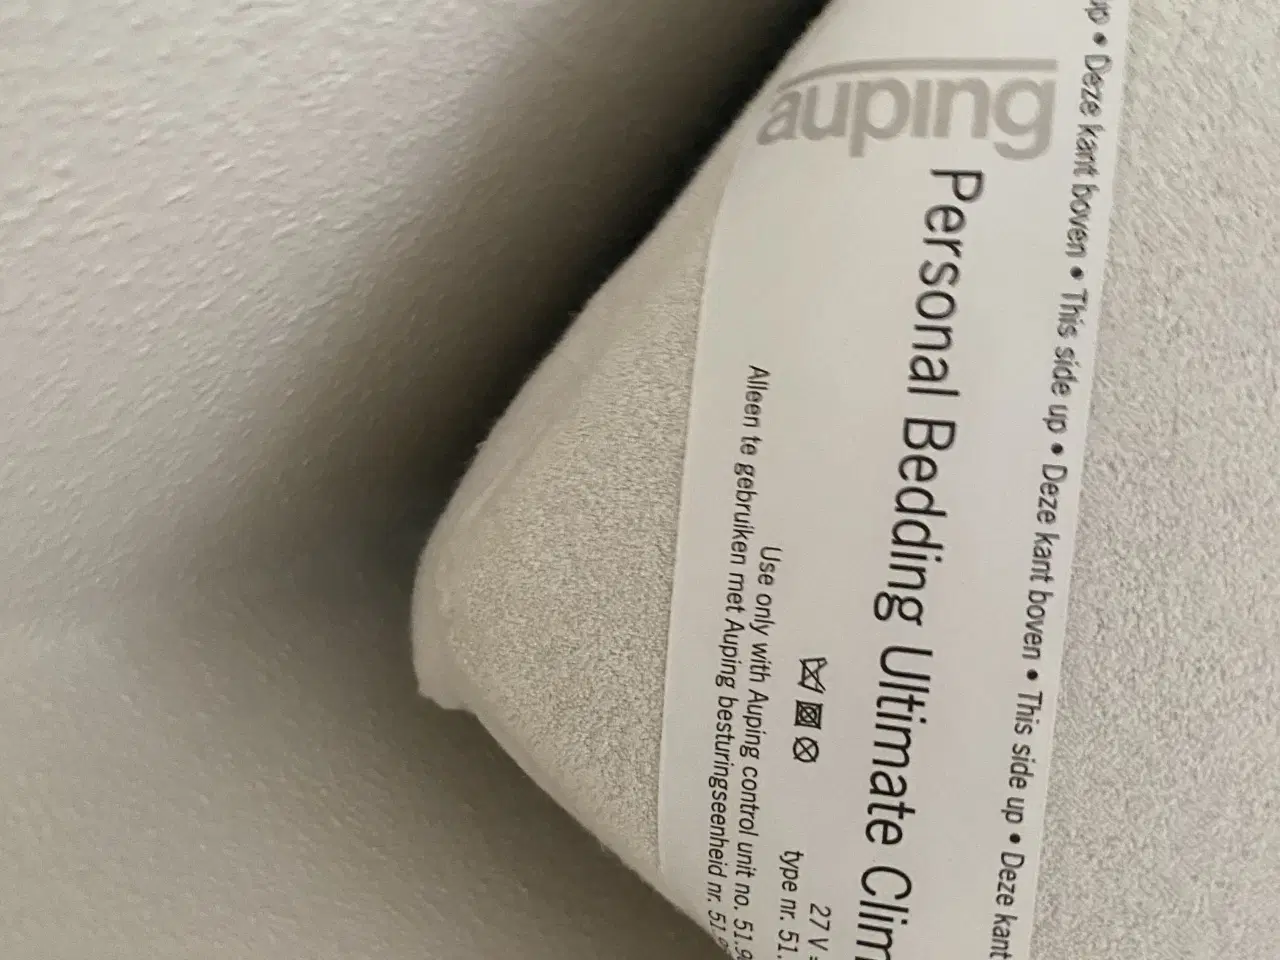 auping
up • Deze kant boven • This side up • Deze kant boven • This side up • Deze kant
Personal Bedding Ultimate Clim
27 V
type nr. 51.
Use only with Auping control unit no. 51.9
Alleen te gebruiken met Auping besturingseenheid nr. 51.